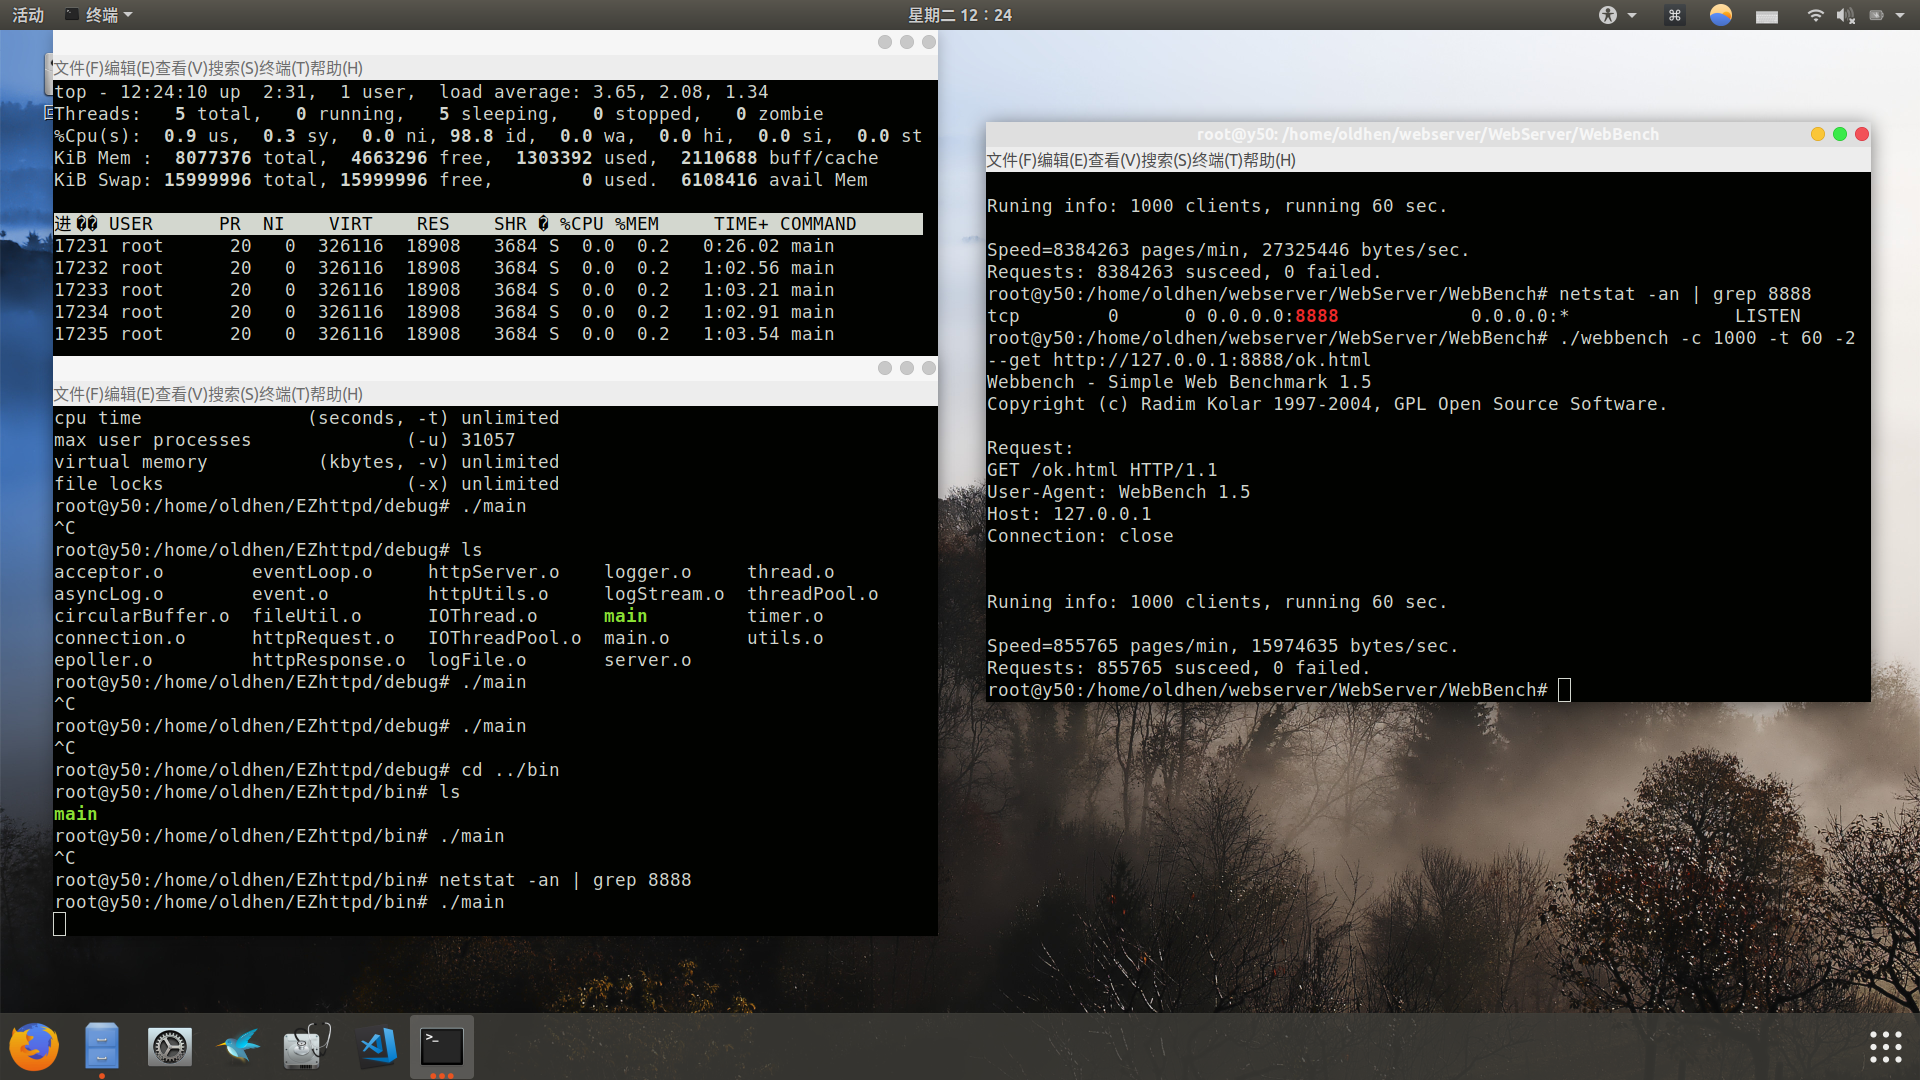 活动 终端 星期二 12：24
文件(F)编辑(E)查看(V)搜索(S)终端(T)帮助(H)
top - 12:24:10 up  2:31,  1 user,  load average: 3.65, 2.08, 1.34
Threads:   5 total,   0 running,   5 sleeping,   0 stopped,   0 zombie
%Cpu(s):  0.9 us,  0.3 sy,  0.0 ni, 98.8 id,  0.0 wa,  0.0 hi,  0.0 si,  0.0 st
KiB Mem :  8077376 total,  4663296 free,  1303392 used,  2110688 buff/cache
KiB Swap: 15999996 total, 15999996 free,        0 used.  6108416 avail Mem
进�� USER      PR  NI    VIRT    RES    SHR � %CPU %MEM     TIME+ COMMAND
17231 root      20   0  326116  18908   3684 S  0.0  0.2   0:26.02 main
17232 root      20   0  326116  18908   3684 S  0.0  0.2   1:02.56 main
17233 root      20   0  326116  18908   3684 S  0.0  0.2   1:03.21 main
17234 root      20   0  326116  18908   3684 S  0.0  0.2   1:02.91 main
17235 root      20   0  326116  18908   3684 S  0.0  0.2   1:03.54 main
文件(F)编辑(E)查看(V)搜索(S)终端(T)帮助(H)
cpu time               (seconds, -t) unlimited
max user processes              (-u) 31057
virtual memory          (kbytes, -v) unlimited
file locks                      (-x) unlimited
root@y50:/home/oldhen/EZhttpd/debug# ./main
^C
root@y50:/home/oldhen/EZhttpd/debug# ls
acceptor.o        eventLoop.o     httpServer.o    logger.o     thread.o
asyncLog.o        event.o         httpUtils.o     logStream.o  threadPool.o
circularBuffer.o  fileUtil.o      IOThread.o      main         timer.o
connection.o      httpRequest.o   IOThreadPool.o  main.o       utils.o
epoller.o         httpResponse.o  logFile.o       server.o
root@y50:/home/oldhen/EZhttpd/debug# ./main
^C
root@y50:/home/oldhen/EZhttpd/debug# ./main
^C
root@y50:/home/oldhen/EZhttpd/debug# cd ../bin
root@y50:/home/oldhen/EZhttpd/bin# ls
main
root@y50:/home/oldhen/EZhttpd/bin# ./main
^C
root@y50:/home/oldhen/EZhttpd/bin# netstat -an | grep 8888
root@y50:/home/oldhen/EZhttpd/bin# ./main
root@y50: /home/oldhen/webserver/WebServer/WebBench
文件(F)编辑(E)查看(V)搜索(S)终端(T)帮助(H)
Runing info: 1000 clients, running 60 sec.
Speed=8384263 pages/min, 27325446 bytes/sec.
Requests: 8384263 susceed, 0 failed.
root@y50:/home/oldhen/webserver/WebServer/WebBench# netstat -an | grep 8888
tcp        0      0 0.0.0.0:8888            0.0.0.0:*               LISTEN
root@y50:/home/oldhen/webserver/WebServer/WebBench# ./webbench -c 1000 -t 60 -2
--get http://127.0.0.1:8888/ok.html
Webbench - Simple Web Benchmark 1.5
Copyright (c) Radim Kolar 1997-2004, GPL Open Source Software.
Request:
GET /ok.html HTTP/1.1
User-Agent: WebBench 1.5
Host: 127.0.0.1
Connection: close
Runing info: 1000 clients, running 60 sec.
Speed=855765 pages/min, 15974635 bytes/sec.
Requests: 855765 susceed, 0 failed.
root@y50:/home/oldhen/webserver/WebServer/WebBench#